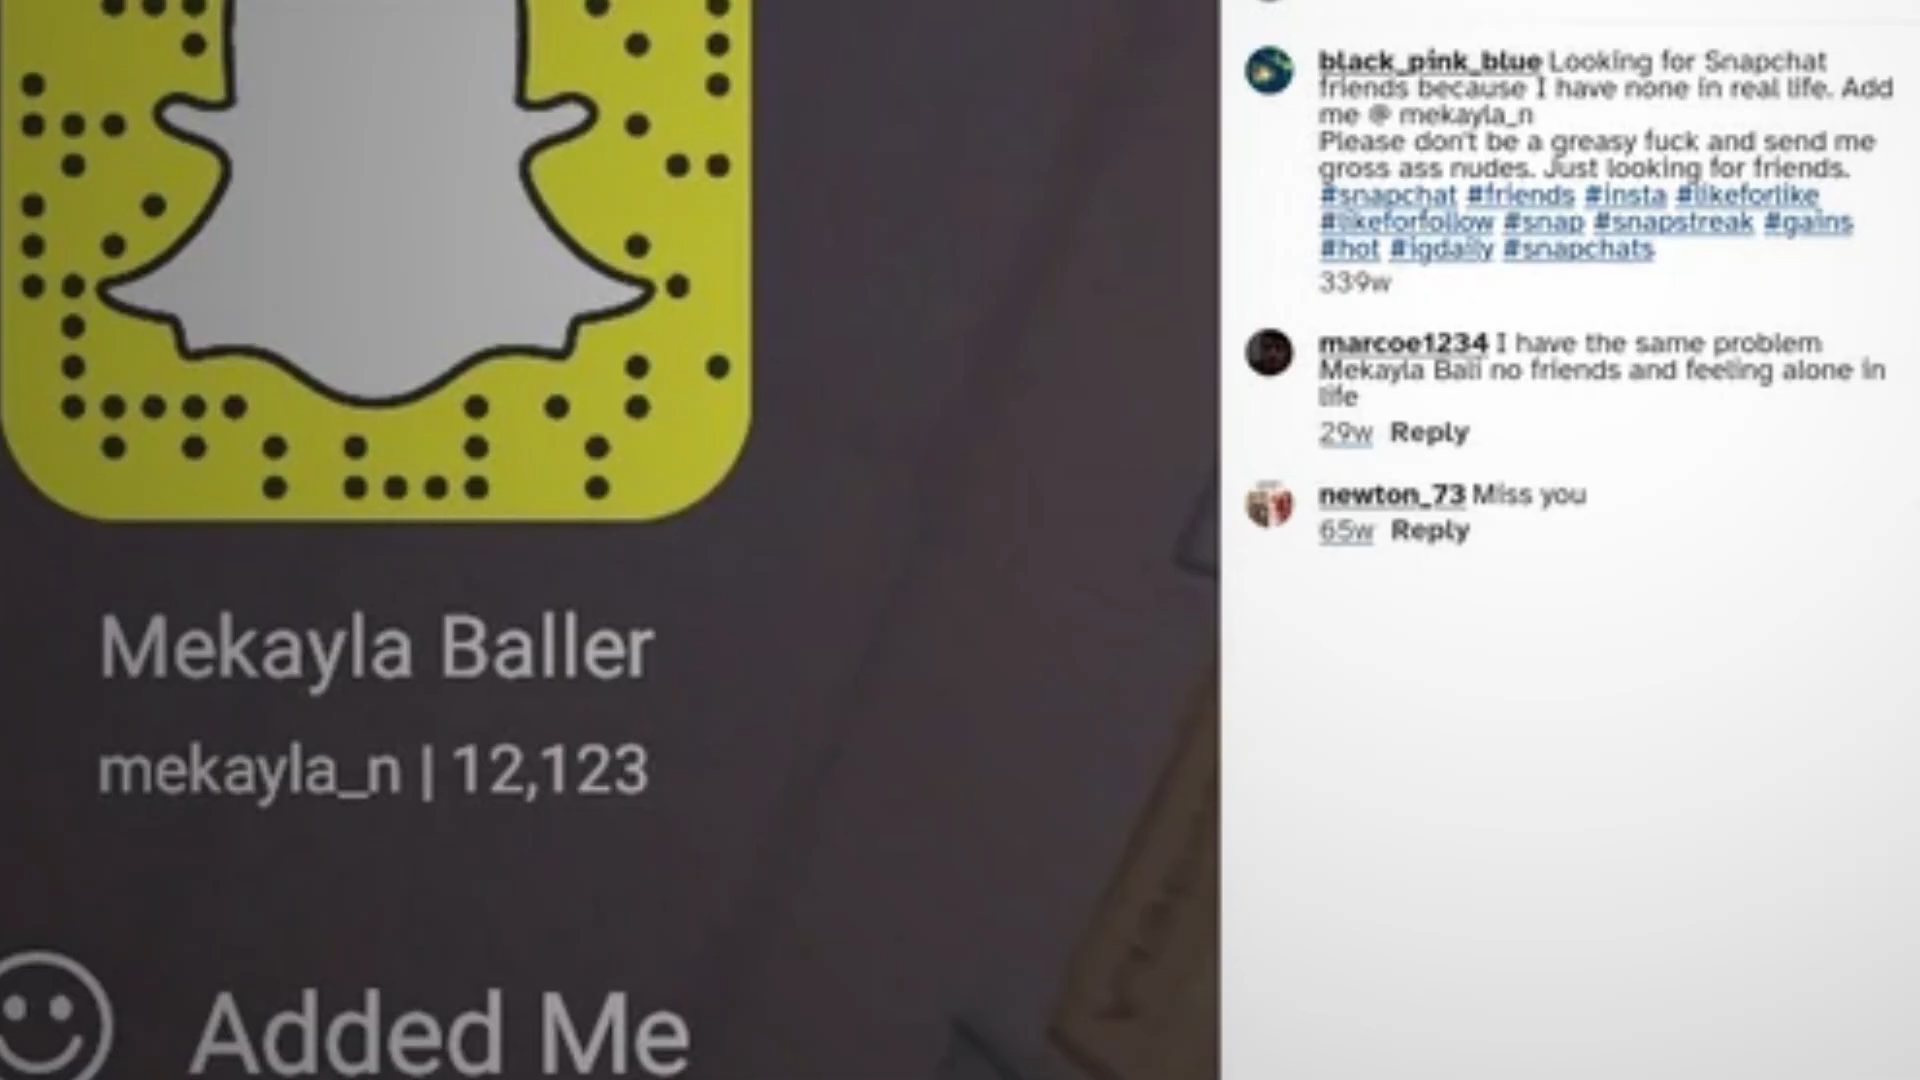 Mekayla Baller
mekayla_n | 12,123
Added Me
black_pink_blue Looking for Snapchat
friends because I have none in real life. Add
me @ mekayla_n
Please don't be a greasy fuck and send me
gross ass nudes. Just looking for friends.
#snapchat #friends #insta #likeforlike
#likeforfollow #snap #snapstreak #gains
#hot #igdaily #snapchats
339w
marcoe1234 I have the same problem
Mekayla Bali no friends and feeling alone in
life
29w Reply
newton_73 Miss you
65w Reply